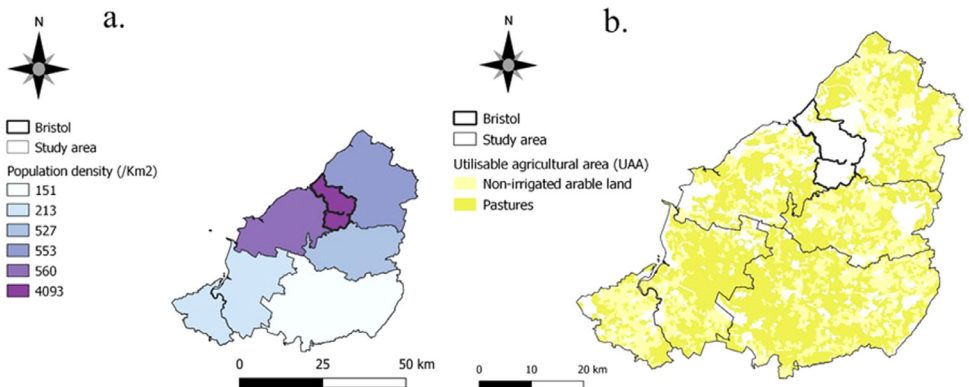 a.
N
Bristol
Study area
Population density (/Km2)
151
213
527
553
560
4093
0 25 50 km
b.
N
Bristol
Study area
Utilisable agricultural area (UAA)
Non-irrigated arable land
Pastures
0 10 20 km